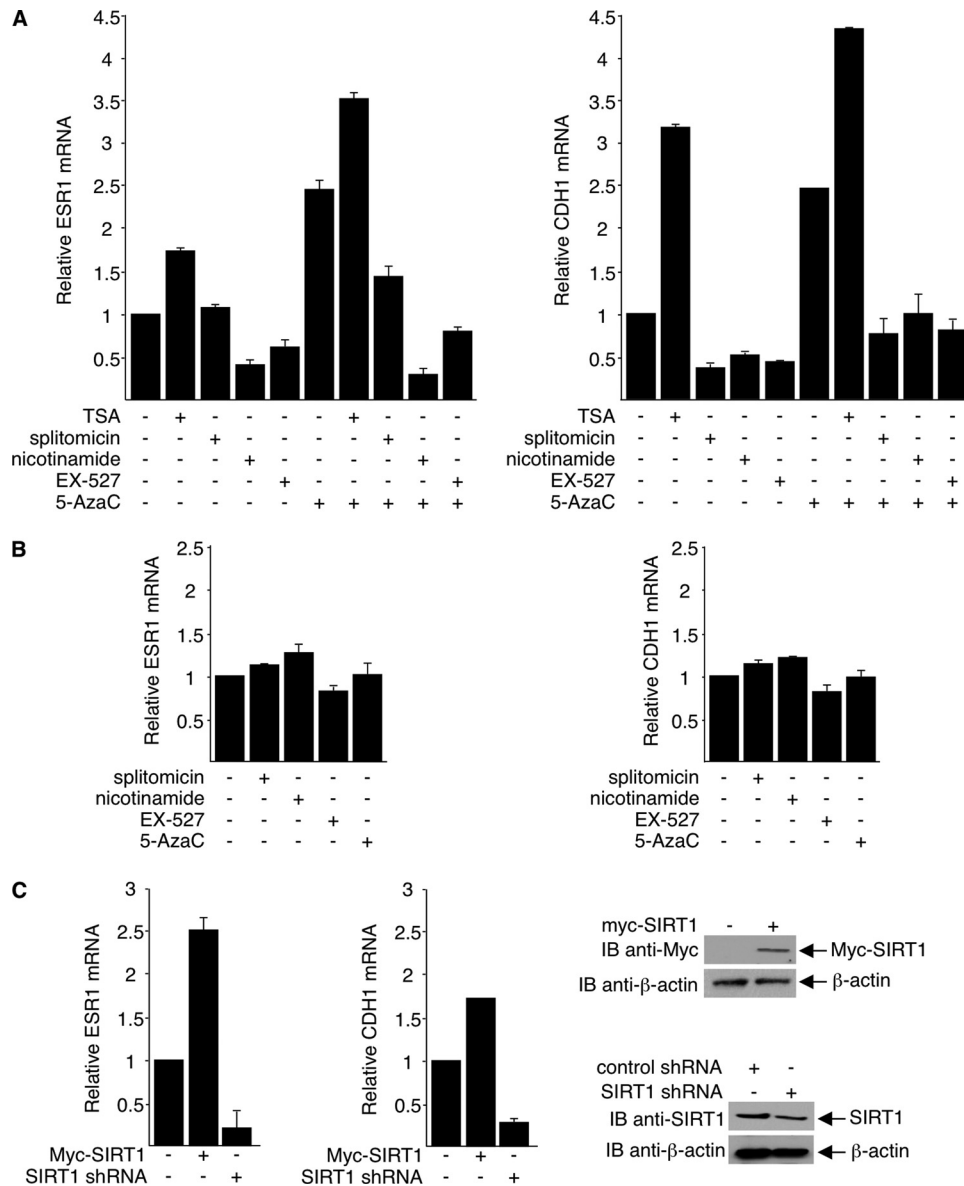 A
4.5
4
3.5
3
2.5
2
1.5
1
0.5
Relative ESR1 mRNA
TSA - + - - - - + - - -
splitomicin - - + - - - - + - -
nicotinamide - - - + - - - - + -
EX-527 - - - - + - - - - +
5-AzaC - - - - - + + + + +
4.5
4
3.5
3
2.5
2
1.5
1
0.5
Relative CDH1 mRNA
TSA - + - - - - + - - -
splitomicin - - + - - - - + - -
nicotinamide - - - + - - - - + -
EX-527 - - - - + - - - - +
5-AzaC - - - - - + + + + +
B
2.5
2
1.5
1
0.5
Relative ESR1 mRNA
splitomicin - + - - -
nicotinamide - - + - -
EX-527 - - - + -
5-AzaC - - - - +
2.5
2
1.5
1
0.5
Relative CDH1 mRNA
splitomicin - + - - -
nicotinamide - - + - -
EX-527 - - - + -
5-AzaC - - - - +
C
3
2.5
2
1.5
1
0.5
Relative ESR1 mRNA
Myc-SIRT1 - + -
SIRT1 shRNA - - +
3
2.5
2
1.5
1
0.5
Relative CDH1 mRNA
- + -
- - +
myc-SIRT1 - +
IB anti-Myc Myc-SIRT1
IB anti-β-actin β-actin
control shRNA + -
SIRT1 shRNA - +
IB anti-SIRT1 SIRT1
IB anti-β-actin β-actin